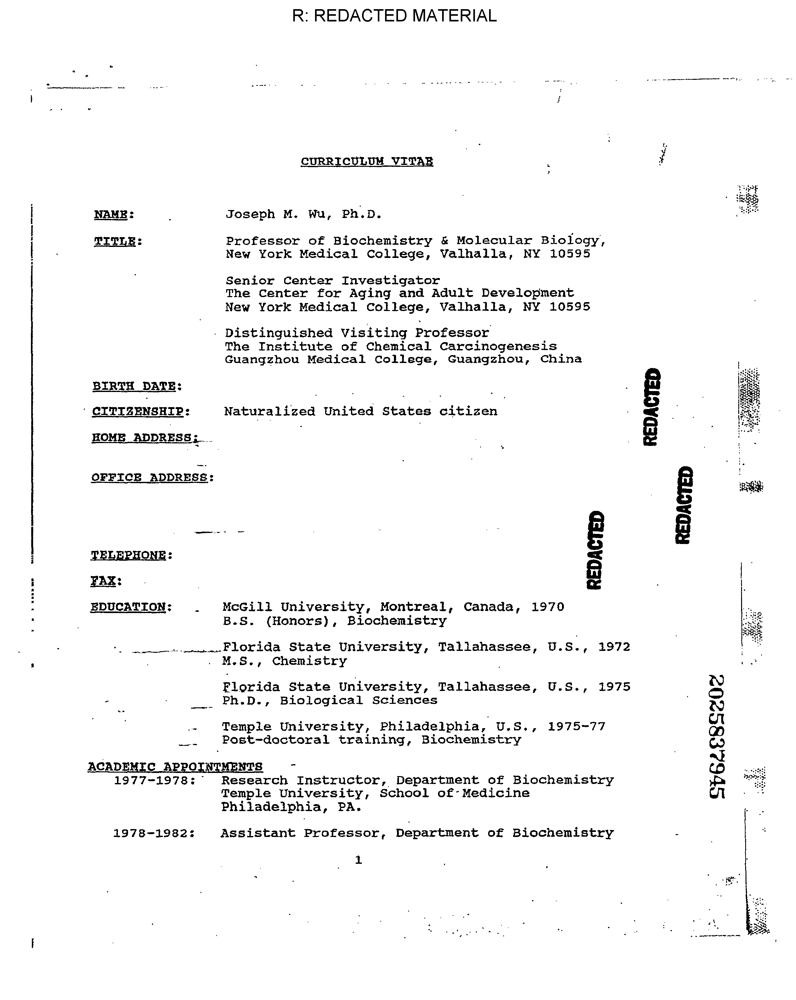 R: REDACTED MATERIAL
CURRICULUM VITAE
NAME: Joseph M. Wu, Ph.D.
TITLE: Professor of Biochemistry & Molecular Biology,
New York Medical College, Valhalla, NY 10595
Senior Center Investigator
The Center for Aging and Adult Development
New York Medical College, Valhalla, NY 10595
Distinguished Visiting Professor
The Institute of Chemical Carcinogenesis
Guangzhou Medical College, Guangzhou, China
BIRTH DATE:
REDACTED
CITIZENSHIP: Naturalized United States citizen
HOME ADDRESS:
OFFICE ADDRESS:
REDACTED
REDACTED
TELEPHONE:
FAX:
EDUCATION: McGill University, Montreal, Canada, 1970
B.S. (Honors), Biochemistry
Florida State University, Tallahassee, U.S., 1972
M.S., Chemistry
Florida State University, Tallahassee, U.S., 1975
Ph.D., Biological Sciences
Temple University, Philadelphia, U.S., 1975-77
Post-doctoral training, Biochemistry
2025837945
ACADEMIC APPOINTMENTS
1977-1978: Research Instructor, Department of Biochemistry
Temple University, School of Medicine
Philadelphia, PA.
1978-1982: Assistant Professor, Department of Biochemistry
1